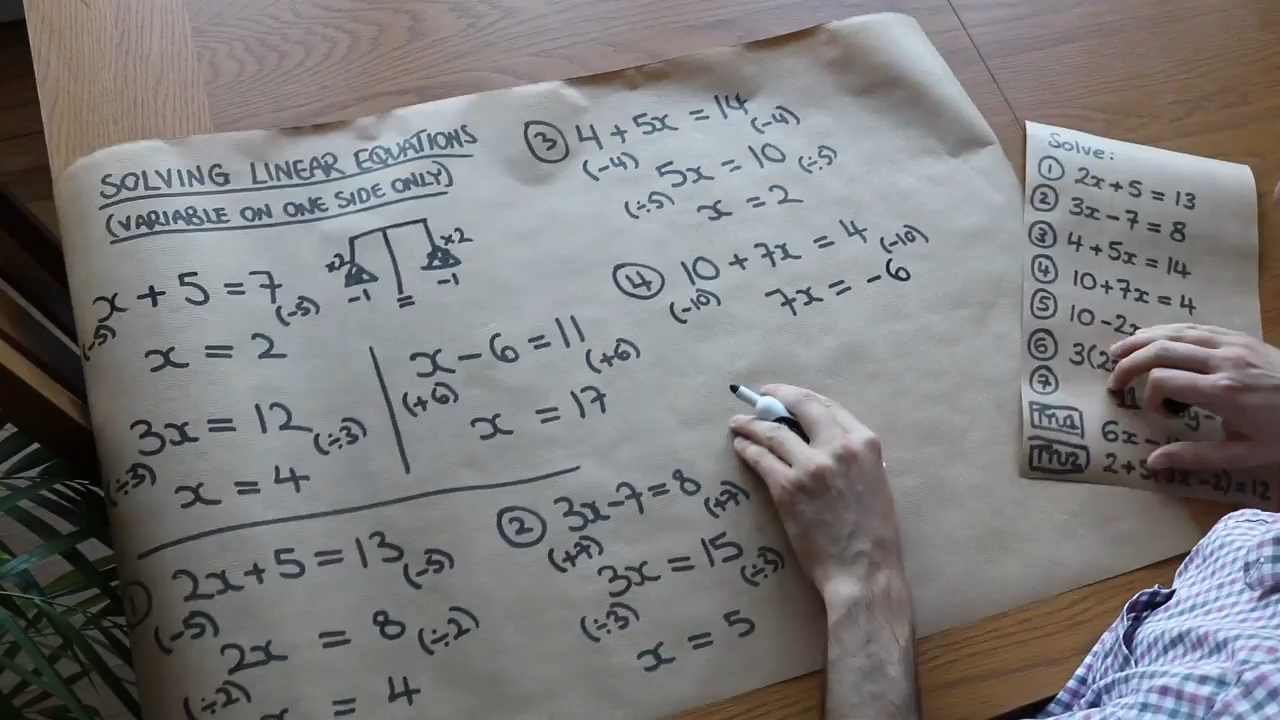 SOLVING LINEAR EQUATIONS
(VARIABLE ON ONE SIDE ONLY)
×2 ×2
-1 = -1
x + 5 = 7
(-5) (-5)
x = 2
3x = 12
(÷3) (÷3)
x = 4
x - 6 = 11
(+6) (+6)
x = 17
① 2x + 5 = 13
(-5) (-5)
2x = 8
(÷2) (÷2)
= 4
② 3x - 7 = 8
(+7) (+7)
3x = 15
(÷3) (÷3)
x = 5
③ 4 + 5x = 14
(-4) (-4)
5x = 10
(÷5) (÷5)
x = 2
④ 10 + 7x = 4
(-10) (-10)
7x = -6
Solve:
① 2x + 5 = 13
② 3x - 7 = 8
③ 4 + 5x = 14
④ 10 + 7x = 4
⑤ 10 - 2x
⑥ 3(2
⑦ y -
TRY1 6x -
TRY2 2 + 5(3x - 2) = 12